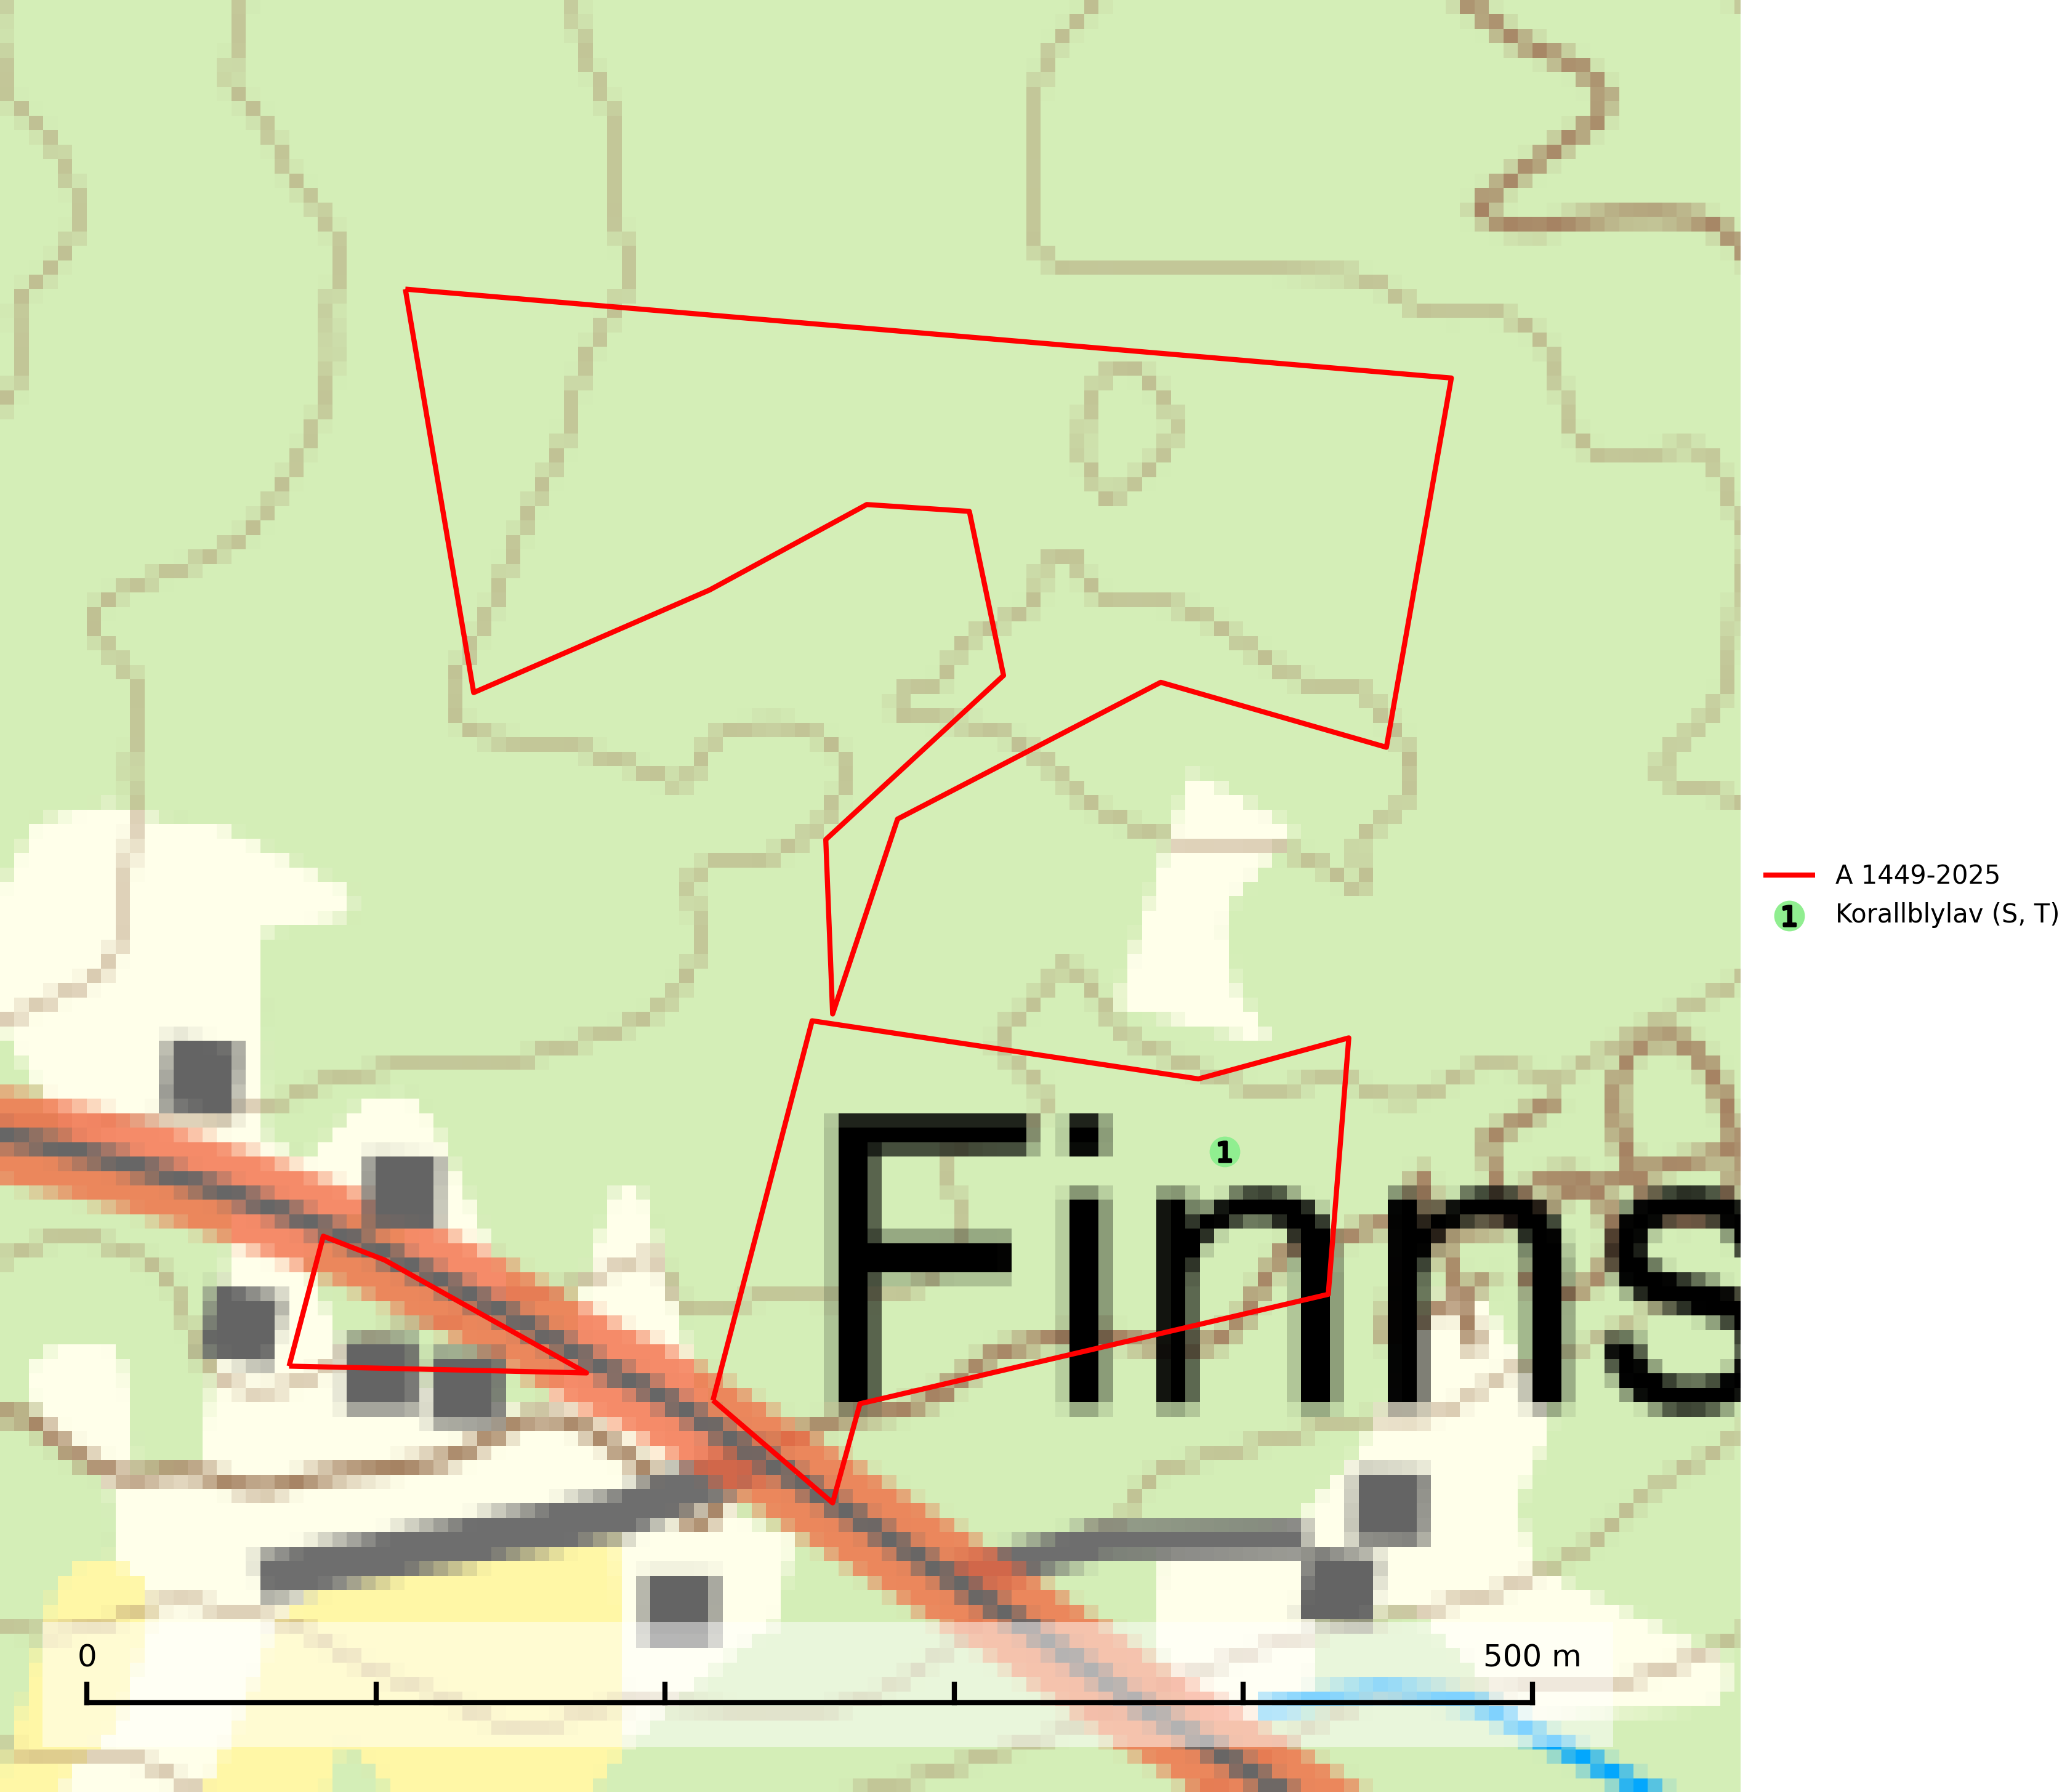 A 1449-2025
1 Korallblylav (S, T)
1
Finns
0 500 m